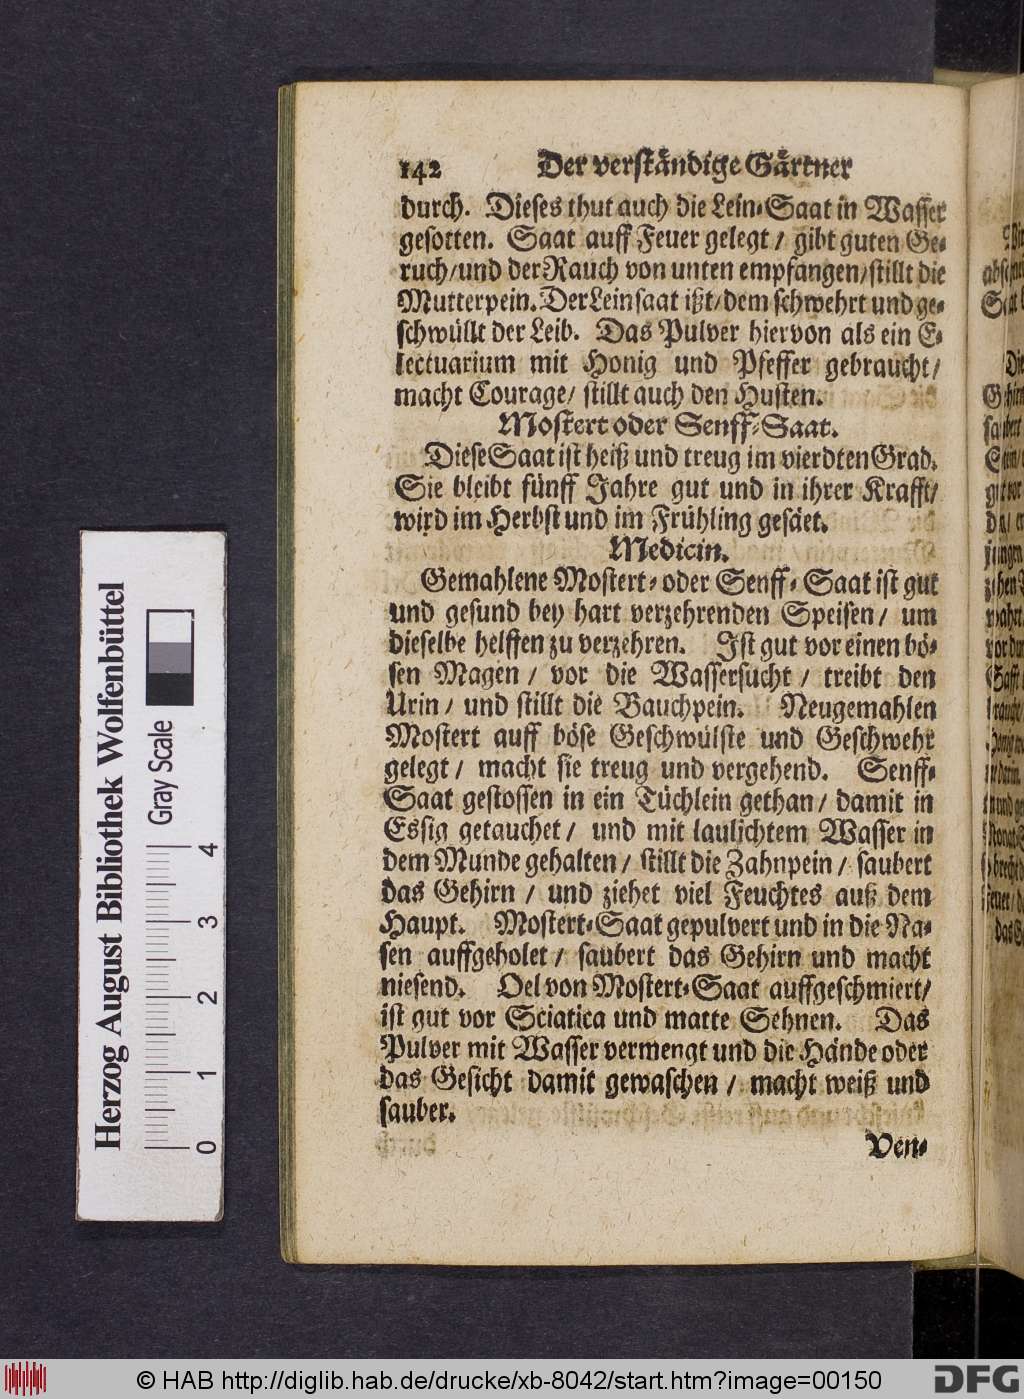 142 Der verständige Gärtner
durch. Dieses thut auch die Lein-Saat in Wasser
gesotten. Saat auff Feuer gelegt / gibt guten Ge-
ruch/und der Rauch von unten empfangen/stillt die
Mutterpein. Der Leinsaat ißt/dem schwehrt und ge-
schwüllt der Leib. Das Pulver hiervon als ein E-
lectuarium mit Honig und Pfeffer gebraucht/
macht Courage/ stillt auch den Husten.
Mostert oder Senff-Saat.
Diese Saat ist heiß und treug im vierdten Grad.
Sie bleibt fünff Jahre gut und in ihrer Krafft/
wird im Herbst und im Frühling gesäet.
Medicin.
Gemahlene Mostert- oder Senff- Saat ist gut
und gesund bey hart verzehrenden Speisen/ um
dieselbe helffen zu verzehren. Ist gut vor einen bö-
sen Magen / vor die Wassersucht / treibt den
Urin / und stillt die Bauchpein. Neugemahlen
Mostert auff böse Geschwülste und Geschwehr
gelegt / macht sie treug und vergehend. Senff-
Saat gestossen in ein Tüchlein gethan / damit in
Essig getauchet / und mit laulichtem Wasser in
dem Munde gehalten / stillt die Zahnpein / saubert
das Gehirn / und ziehet viel Feuchtes auß dem
Haupt. Mostert-Saat gepulvert und in die Na-
sen auffgeholet / saubert das Gehirn und macht
niesend. Oel von Mostert-Saat auffgeschmiert/
ist gut vor Sciatica und matte Sehnen. Das
Pulver mit Wasser vermengt und die Hände oder
das Gesicht damit gewaschen / macht weiß und
sauber.
Ven-
Herzog August Bibliothek Wolfenbüttel
Gray Scale
0 1 2 3 4
© HAB http://diglib.hab.de/drucke/xb-8042/start.htm?image=00150
DFG